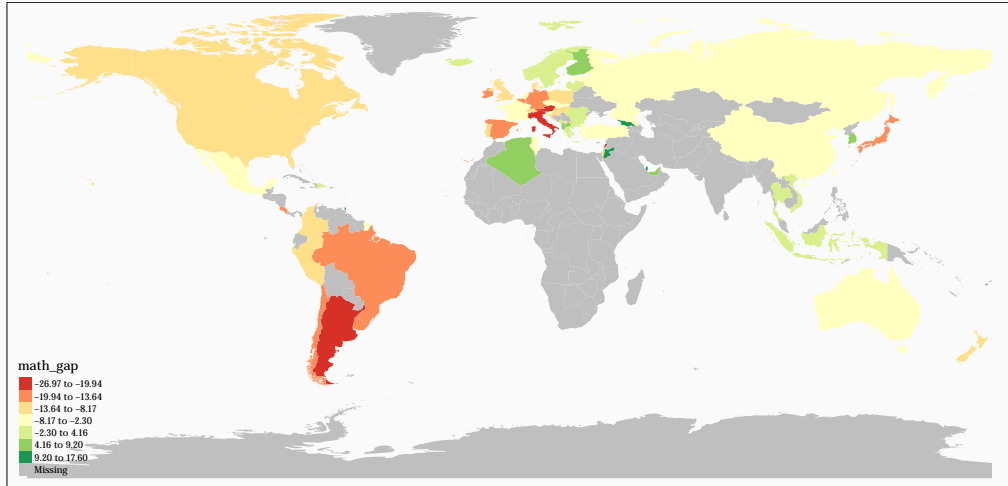 math_gap
−26.97 to −19.94
−19.94 to −13.64
−13.64 to −8.17
−8.17 to −2.30
−2.30 to 4.16
4.16 to 9.20
9.20 to 17.60
Missing